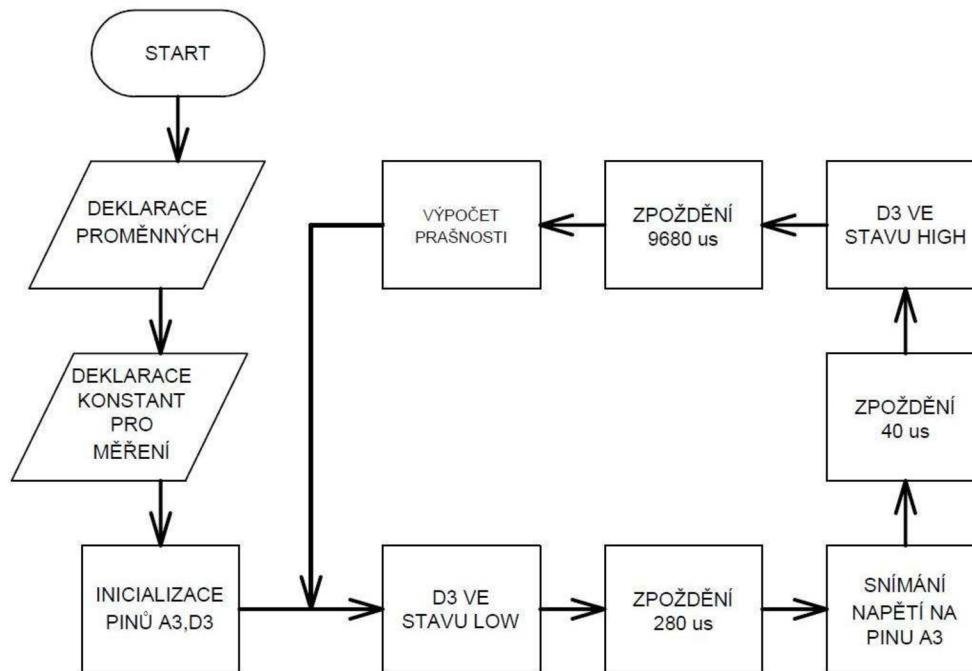 START
DEKLARACE
PROMĚNNÝCH
DEKLARACE
KONSTANT
PRO
MĚŘENÍ
INICIALIZACE
PINŮ A3,D3
D3 VE
STAVU LOW
ZPOŽDĚNÍ
280 us
SNÍMÁNÍ
NAPĚTÍ NA
PINU A3
ZPOŽDĚNÍ
40 us
D3 VE
STAVU HIGH
ZPOŽDĚNÍ
9680 us
VÝPOČET
PRAŠNOSTI